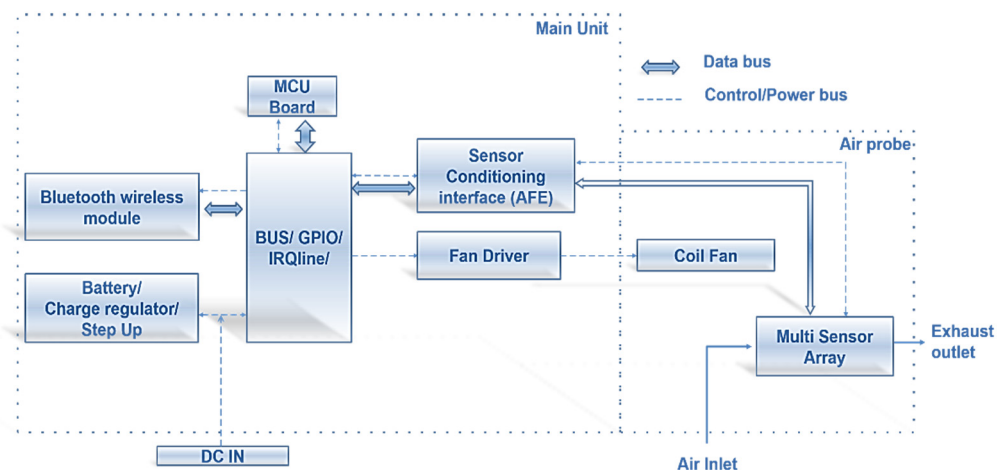 Main Unit
Data bus
Control/Power bus
MCU
Board
Air probe
Sensor
Conditioning
interface (AFE)
Bluetooth wireless
module
BUS/ GPIO/
IRQline/
Fan Driver
Coil Fan
Battery/
Charge regulator/
Step Up
Multi Sensor
Array
Exhaust
outlet
DC IN
Air Inlet